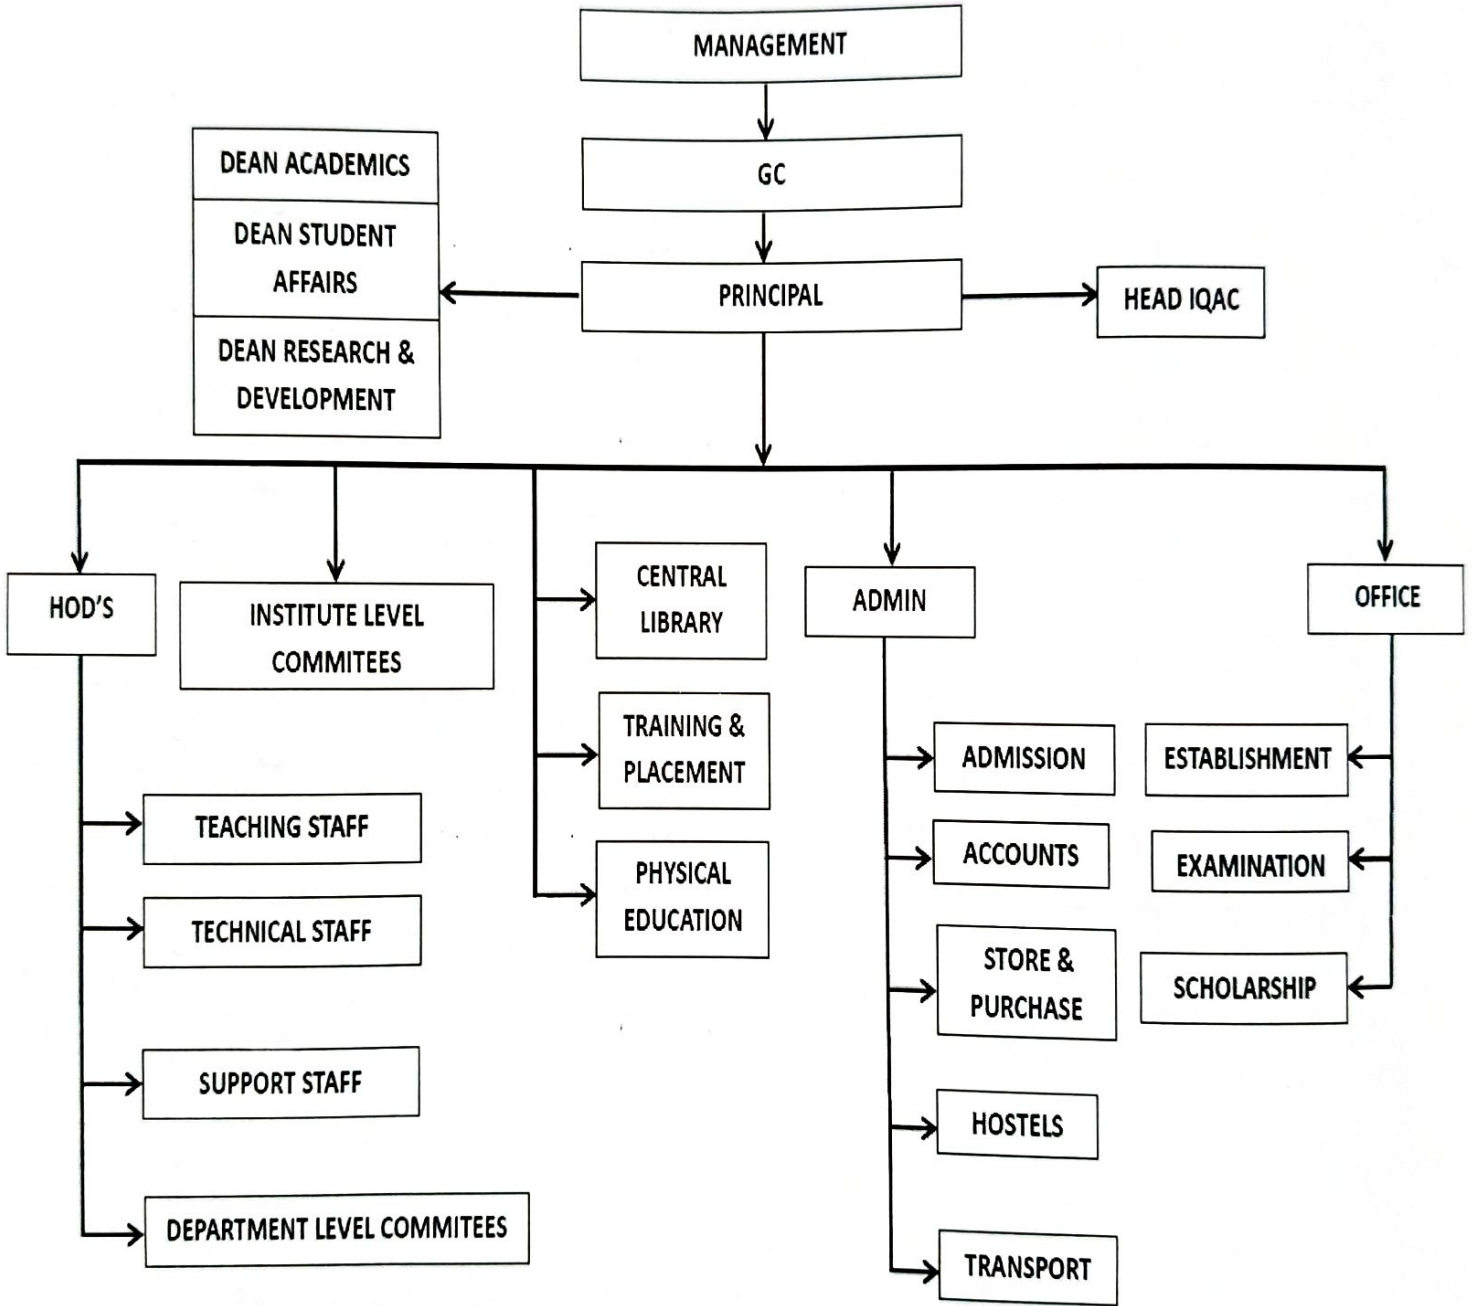 MANAGEMENT
GC
PRINCIPAL
DEAN ACADEMICS
DEAN STUDENT
AFFAIRS
DEAN RESEARCH &
DEVELOPMENT
HEAD IQAC
HOD'S
TEACHING STAFF
TECHNICAL STAFF
SUPPORT STAFF
DEPARTMENT LEVEL COMMITEES
INSTITUTE LEVEL
COMMITEES
CENTRAL
LIBRARY
TRAINING &
PLACEMENT
PHYSICAL
EDUCATION
ADMIN
ADMISSION
ACCOUNTS
STORE &
PURCHASE
HOSTELS
TRANSPORT
OFFICE
ESTABLISHMENT
EXAMINATION
SCHOLARSHIP